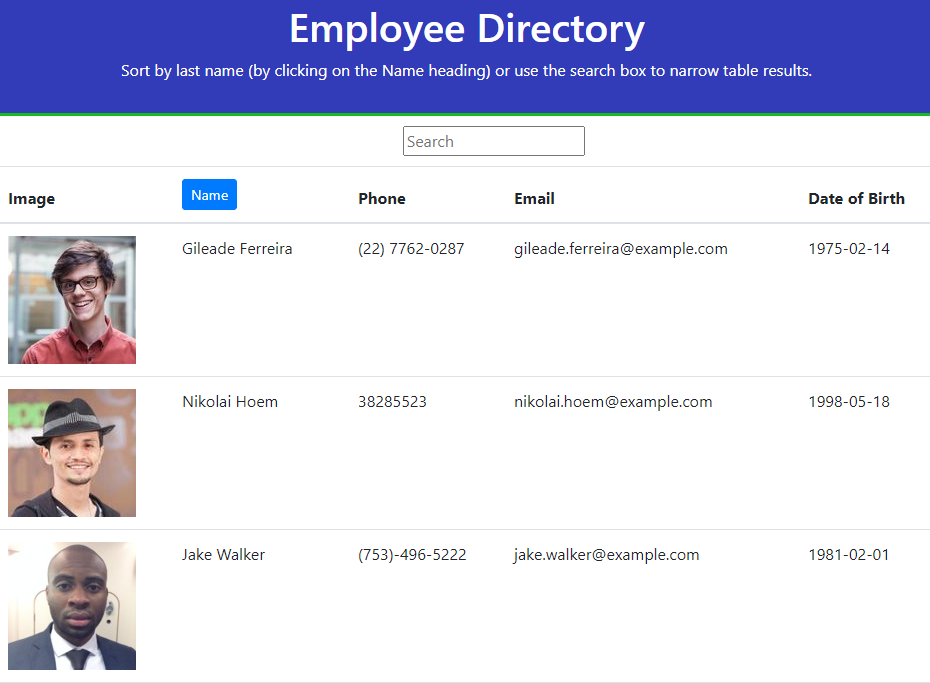 Employee Directory
Sort by last name (by clicking on the Name heading) or use the search box to narrow table results.
Search
Image Name Phone Email Date of Birth
Gileade Ferreira (22) 7762-0287 gileade.ferreira@example.com 1975-02-14
Nikolai Hoem 38285523 nikolai.hoem@example.com 1998-05-18
Jake Walker (753)-496-5222 jake.walker@example.com 1981-02-01